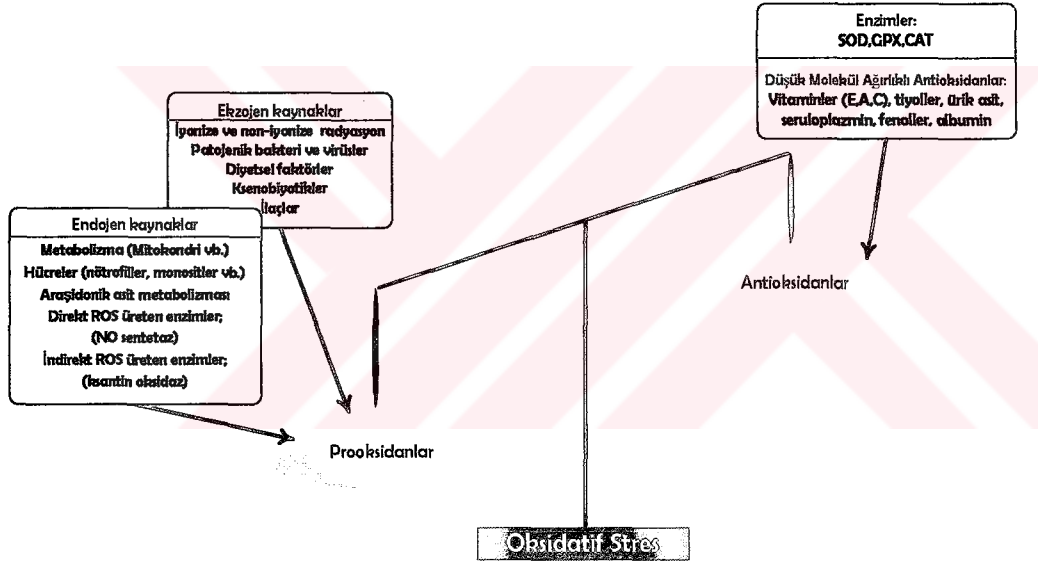 Enzimler:
SOD,GPX,CAT
Düşük Molekül Ağırlıklı Antioksidanlar:
Vitaminler (E,A,C), tiyoller, ürik asit,
seruloplazmin, fenoller, albumin
Ekzojen kaynaklar
İyonize ve non-iyonize radyasyon
Patojenik bakteri ve virüsler
Diyetsel faktörler
Ksenobiyotikler
İlaçlar
Endojen kaynaklar
Metabolizma (Mitokondri vb.)
Hücreler (nötrofiller, monositler vb.)
Araşidonik asit metabolizması
Direkt ROS üreten enzimler;
(NO sentetaz)
İndirekt ROS üreten enzimler;
(ksantin oksidaz)
Antioksidanlar
Prooksidanlar
Oksidatif Stres